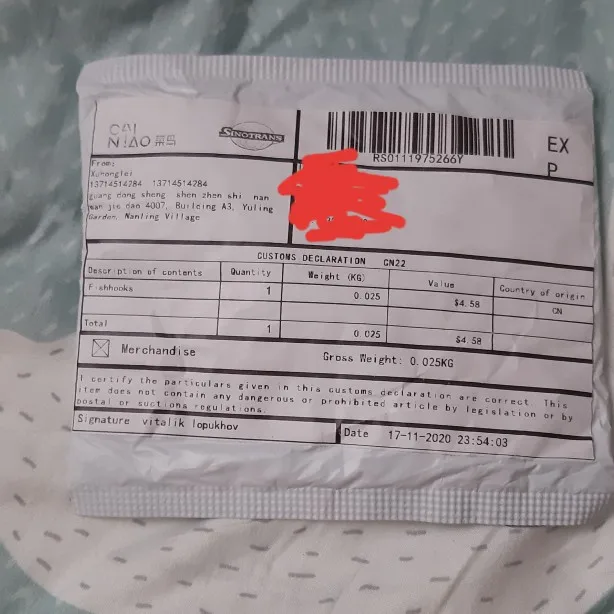 CAI
NIAO 菜鸟
SINOTRANS
RS0111975266Y
EX
P
From:
Xuhonglei
13714514284 13714514284
guang dong sheng shen zhen shi nan
wan jie dao 4007, Building A3, Yuling
Garden, Nanling Village
CUSTOMS DECLARATION CN22
Description of contents Quantity Weight (KG) Value Country of origin
Fishhooks 1 0.025 $4.58 CN
Total 1 0.025 $4.58
Merchandise Gross Weight: 0.025KG
I certify the particulars given in this customs declaration are correct. This
item does not contain any dangerous or prohibited article by legislation or by
postal or suctions regulations.
Signature vitalik lopukhov Date 17-11-2020 23:54:03